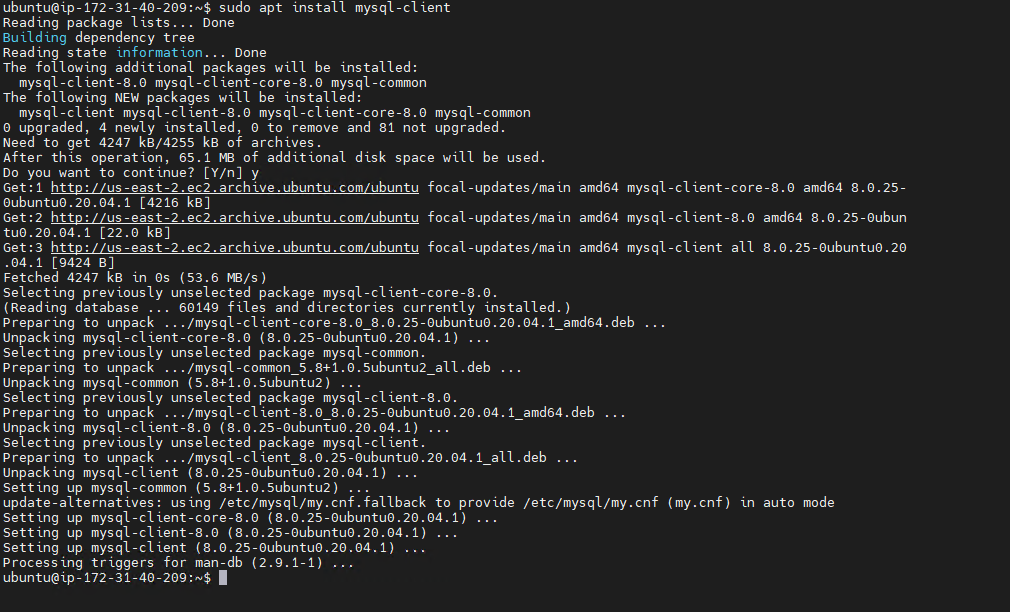 ubuntu@ip-172-31-40-209:~$ sudo apt install mysql-client
Reading package lists... Done
Building dependency tree
Reading state information... Done
The following additional packages will be installed:
  mysql-client-8.0 mysql-client-core-8.0 mysql-common
The following NEW packages will be installed:
  mysql-client mysql-client-8.0 mysql-client-core-8.0 mysql-common
0 upgraded, 4 newly installed, 0 to remove and 81 not upgraded.
Need to get 4247 kB/4255 kB of archives.
After this operation, 65.1 MB of additional disk space will be used.
Do you want to continue? [Y/n] y
Get:1 http://us-east-2.ec2.archive.ubuntu.com/ubuntu focal-updates/main amd64 mysql-client-core-8.0 amd64 8.0.25-
0ubuntu0.20.04.1 [4216 kB]
Get:2 http://us-east-2.ec2.archive.ubuntu.com/ubuntu focal-updates/main amd64 mysql-client-8.0 amd64 8.0.25-0ubun
tu0.20.04.1 [22.0 kB]
Get:3 http://us-east-2.ec2.archive.ubuntu.com/ubuntu focal-updates/main amd64 mysql-client all 8.0.25-0ubuntu0.20
.04.1 [9424 B]
Fetched 4247 kB in 0s (53.6 MB/s)
Selecting previously unselected package mysql-client-core-8.0.
(Reading database ... 60149 files and directories currently installed.)
Preparing to unpack .../mysql-client-core-8.0_8.0.25-0ubuntu0.20.04.1_amd64.deb ...
Unpacking mysql-client-core-8.0 (8.0.25-0ubuntu0.20.04.1) ...
Selecting previously unselected package mysql-common.
Preparing to unpack .../mysql-common_5.8+1.0.5ubuntu2_all.deb ...
Unpacking mysql-common (5.8+1.0.5ubuntu2) ...
Selecting previously unselected package mysql-client-8.0.
Preparing to unpack .../mysql-client-8.0_8.0.25-0ubuntu0.20.04.1_amd64.deb ...
Unpacking mysql-client-8.0 (8.0.25-0ubuntu0.20.04.1) ...
Selecting previously unselected package mysql-client.
Preparing to unpack .../mysql-client_8.0.25-0ubuntu0.20.04.1_all.deb ...
Unpacking mysql-client (8.0.25-0ubuntu0.20.04.1) ...
Setting up mysql-common (5.8+1.0.5ubuntu2) ...
update-alternatives: using /etc/mysql/my.cnf.fallback to provide /etc/mysql/my.cnf (my.cnf) in auto mode
Setting up mysql-client-core-8.0 (8.0.25-0ubuntu0.20.04.1) ...
Setting up mysql-client-8.0 (8.0.25-0ubuntu0.20.04.1) ...
Setting up mysql-client (8.0.25-0ubuntu0.20.04.1) ...
Processing triggers for man-db (2.9.1-1) ...
ubuntu@ip-172-31-40-209:~$